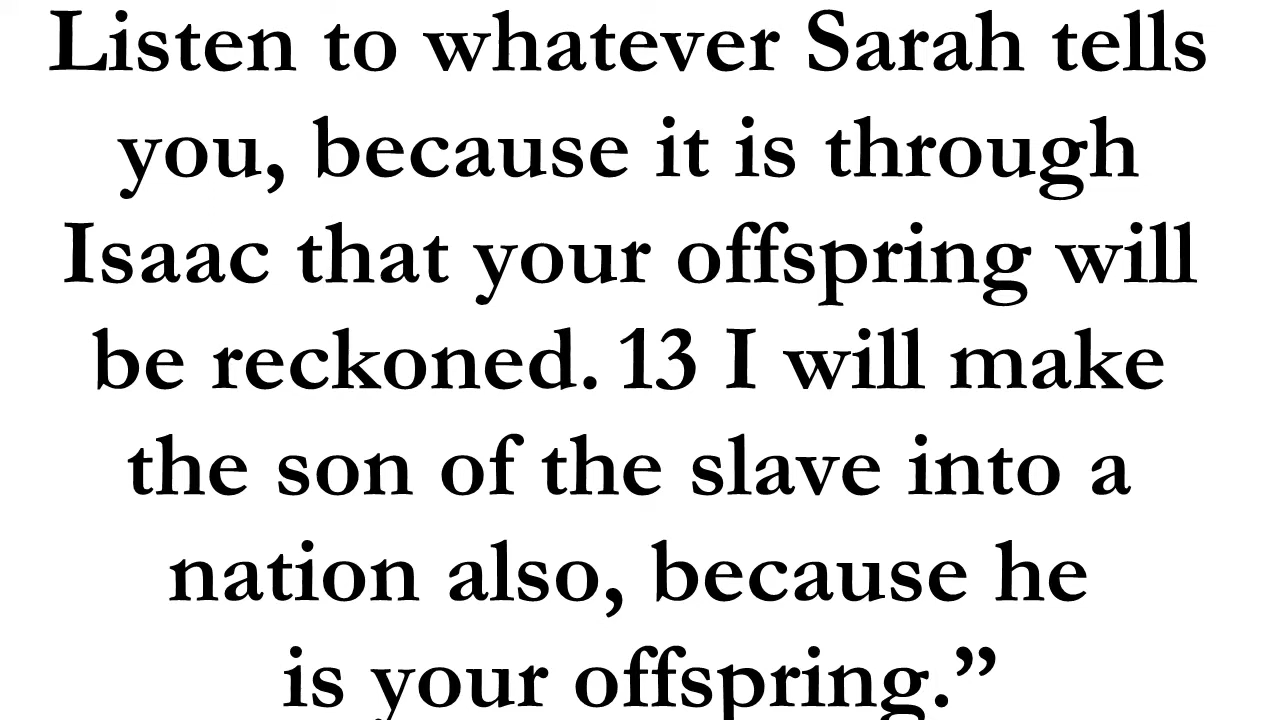 Listen to whatever Sarah tells
you, because it is through
Isaac that your offspring will
be reckoned. 13 I will make
the son of the slave into a
nation also, because he
is your offspring.”